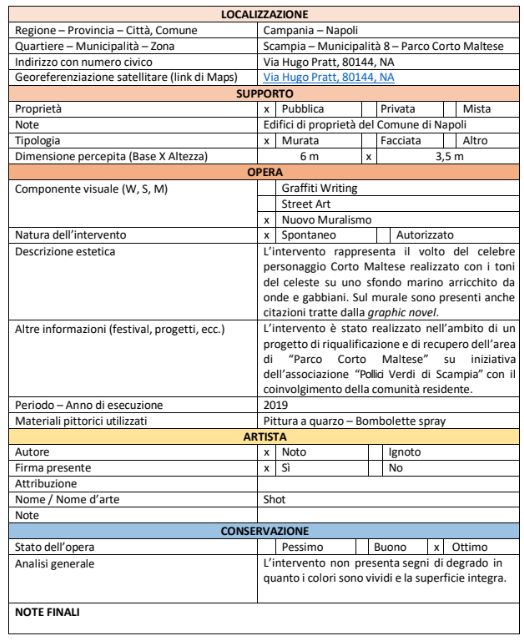 LOCALIZZAZIONE
Regione – Provincia – Città, Comune Campania – Napoli
Quartiere – Municipalità – Zona Scampia – Municipalità 8 – Parco Corto Maltese
Indirizzo con numero civico Via Hugo Pratt, 80144, NA
Georeferenziazione satellitare (link di Maps) Via Hugo Pratt, 80144, NA
SUPPORTO
Proprietà x Pubblica Privata Mista
Note Edifici di proprietà del Comune di Napoli
Tipologia x Murata Facciata Altro
Dimensione percepita (Base X Altezza) 6 m x 3,5 m
OPERA
Componente visuale (W, S, M) Graffiti Writing
Street Art
x Nuovo Muralismo
Natura dell’intervento x Spontaneo Autorizzato
Descrizione estetica L’intervento rappresenta il volto del celebre
personaggio Corto Maltese realizzato con i toni
del celeste su uno sfondo marino arricchito da
onde e gabbiani. Sul murale sono presenti anche
citazioni tratte dalla graphic novel.
Altre informazioni (festival, progetti, ecc.) L’intervento è stato realizzato nell’ambito di un
progetto di riqualificazione e di recupero dell’area
di “Parco Corto Maltese” su iniziativa
dell’associazione “Pollici Verdi di Scampia” con il
coinvolgimento della comunità residente.
Periodo – Anno di esecuzione 2019
Materiali pittorici utilizzati Pittura a quarzo – Bombolette spray
ARTISTA
Autore x Noto Ignoto
Firma presente x Sì No
Attribuzione
Nome / Nome d’arte Shot
Note
CONSERVAZIONE
Stato dell’opera Pessimo Buono x Ottimo
Analisi generale L’intervento non presenta segni di degrado in
quanto i colori sono vividi e la superficie integra.
NOTE FINALI